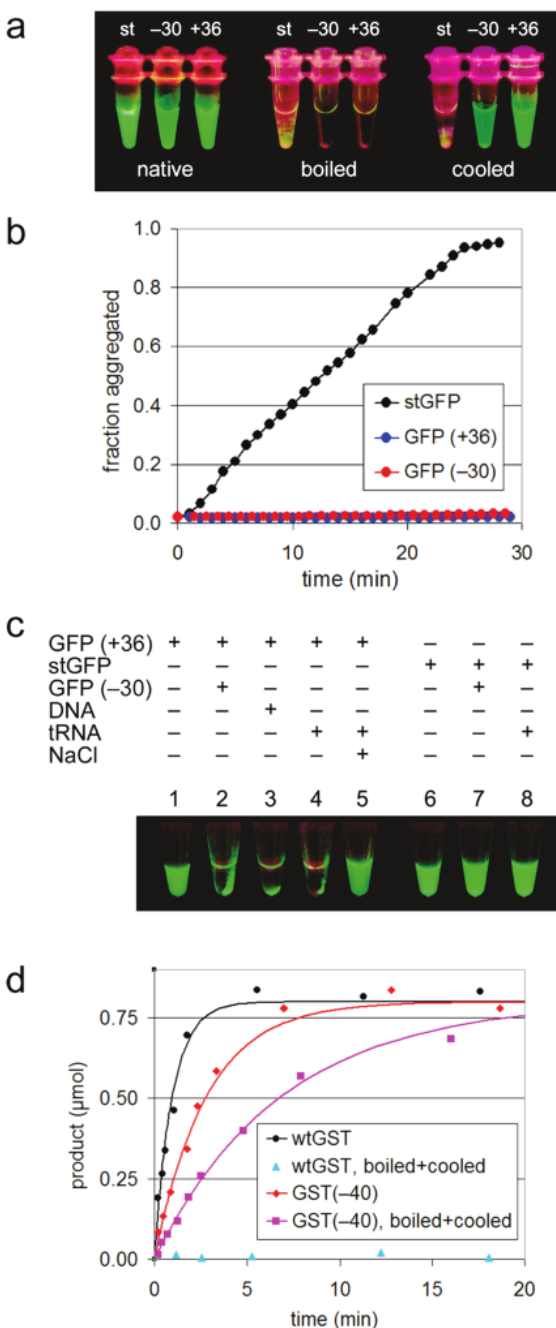 a
st –30 +36 st –30 +36 st –30 +36
native boiled cooled
b
fraction aggregated
1.0
0.8
0.6
0.4
0.2
0.0
stGFP
GFP (+36)
GFP (–30)
0 10 20 30
time (min)
c
GFP (+36) + + + + + – – –
stGFP – – – – – + + +
GFP (–30) – + – – – – + –
DNA – – + – – – – –
tRNA – – – + + – – +
NaCl – – – – + – – –
1 2 3 4 5 6 7 8
d
product (µmol)
0.75
0.50
0.25
0.00
wtGST
wtGST, boiled+cooled
GST(–40)
GST(–40), boiled+cooled
0 5 10 15 20
time (min)